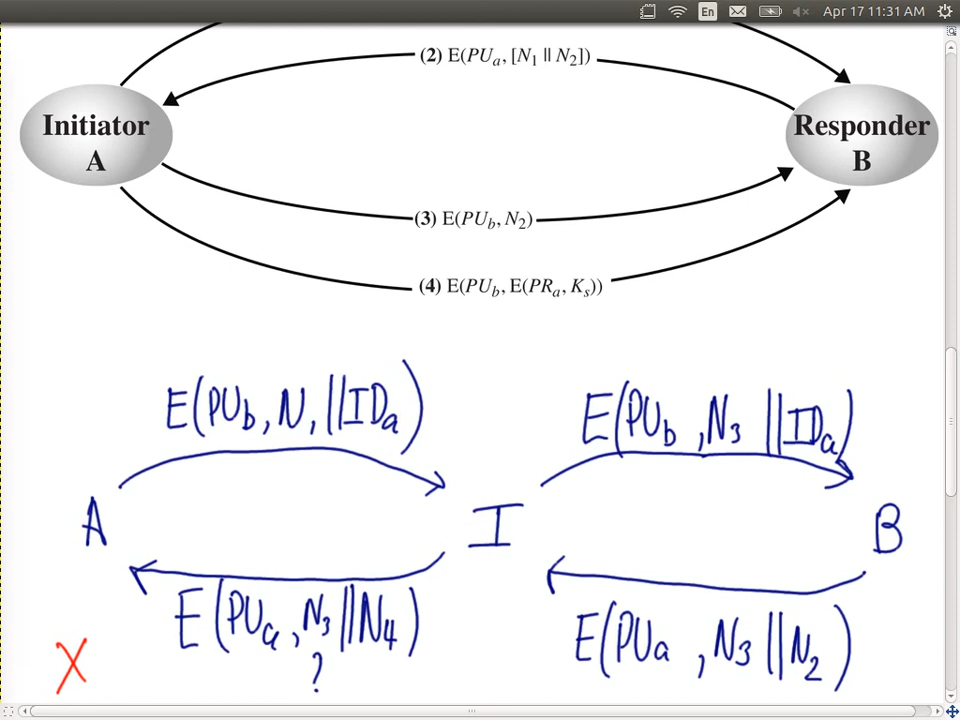 En Apr 17 11:31 AM
(2) E(PUa, [N1 || N2])
Initiator
A
Responder
B
(3) E(PUb, N2)
(4) E(PUb, E(PRa, Ks))
E(PUb, N1 || IDa)
E(PUb, N3 || IDa)
A
I
B
E(PUa, N3 || N4)
?
E(PUa, N3 || N2)
X